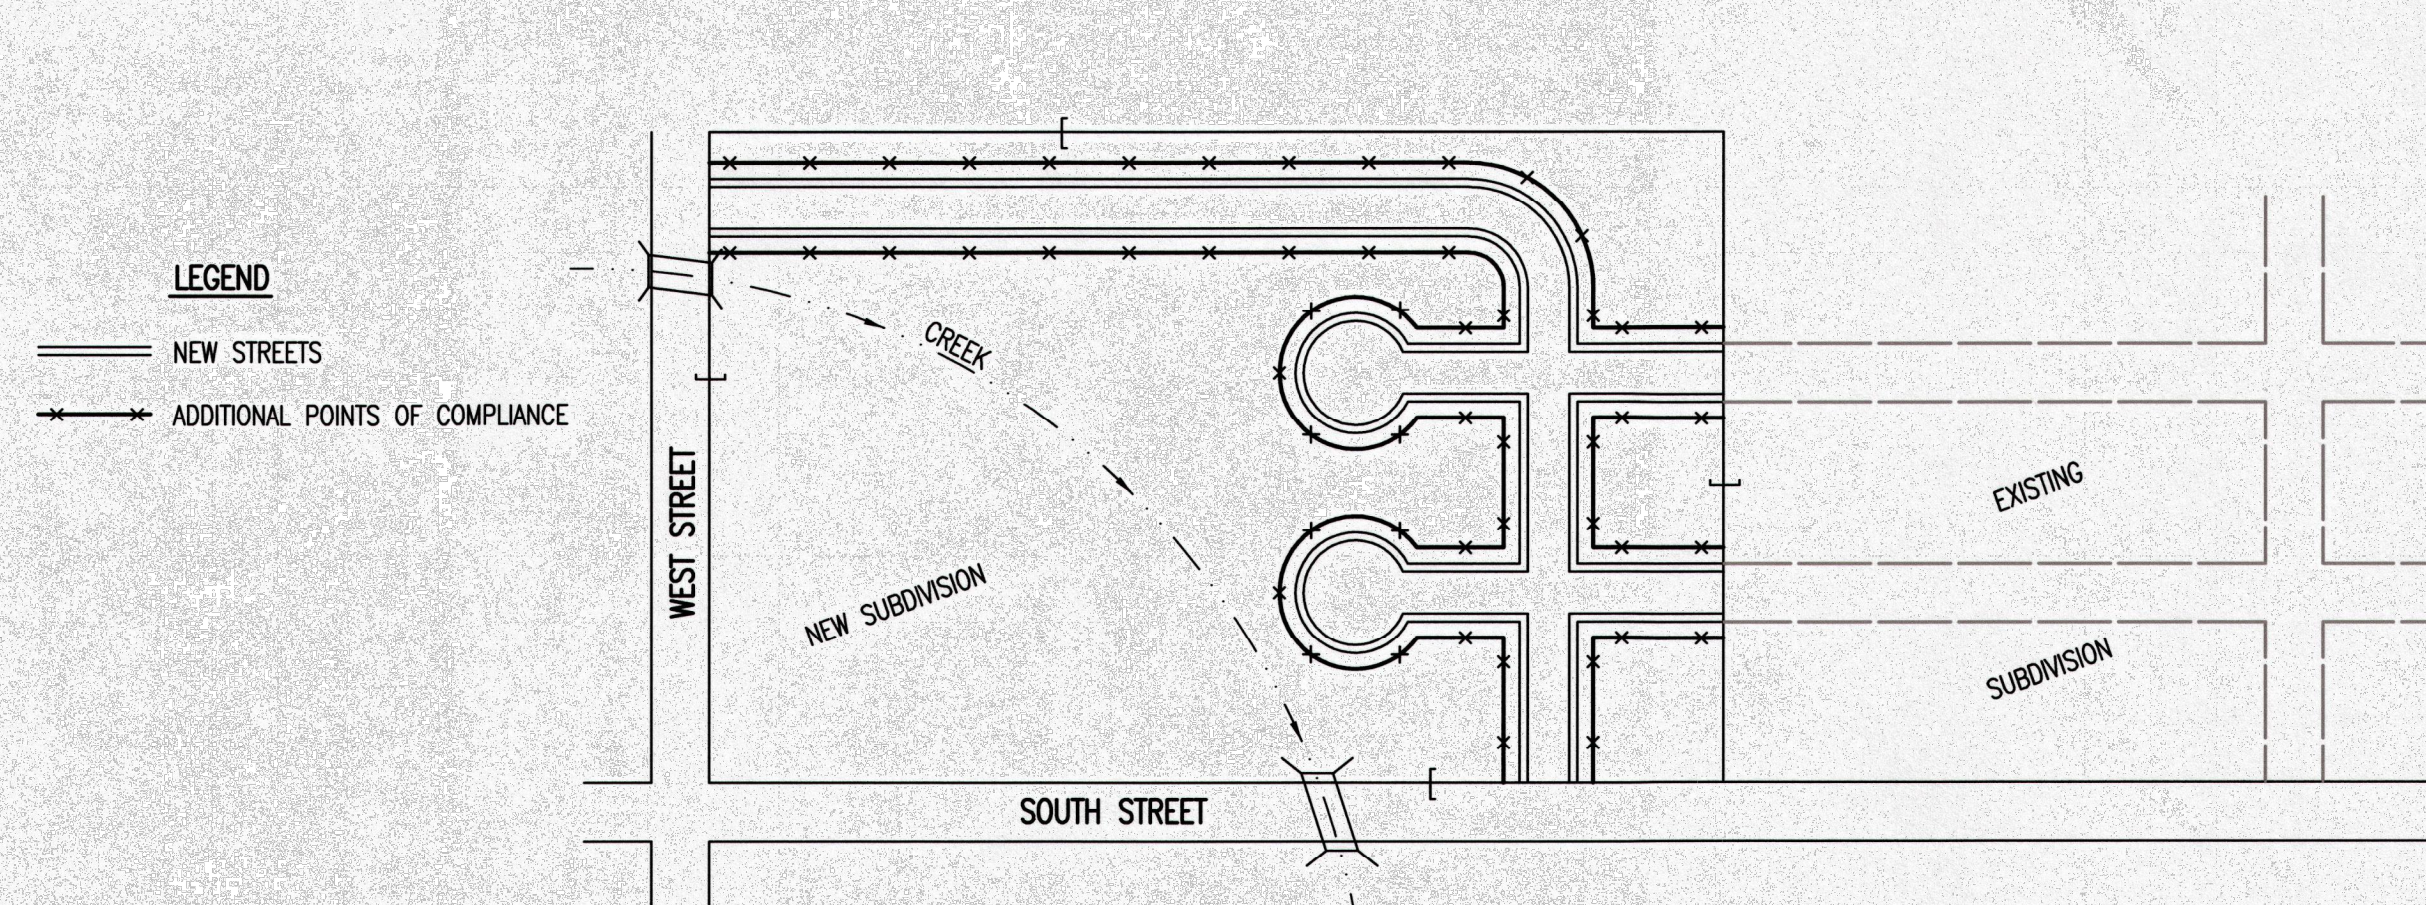 LEGEND
NEW STREETS
ADDITIONAL POINTS OF COMPLIANCE
CREEK
WEST STREET
NEW SUBDIVISION
SOUTH STREET
EXISTING
SUBDIVISION